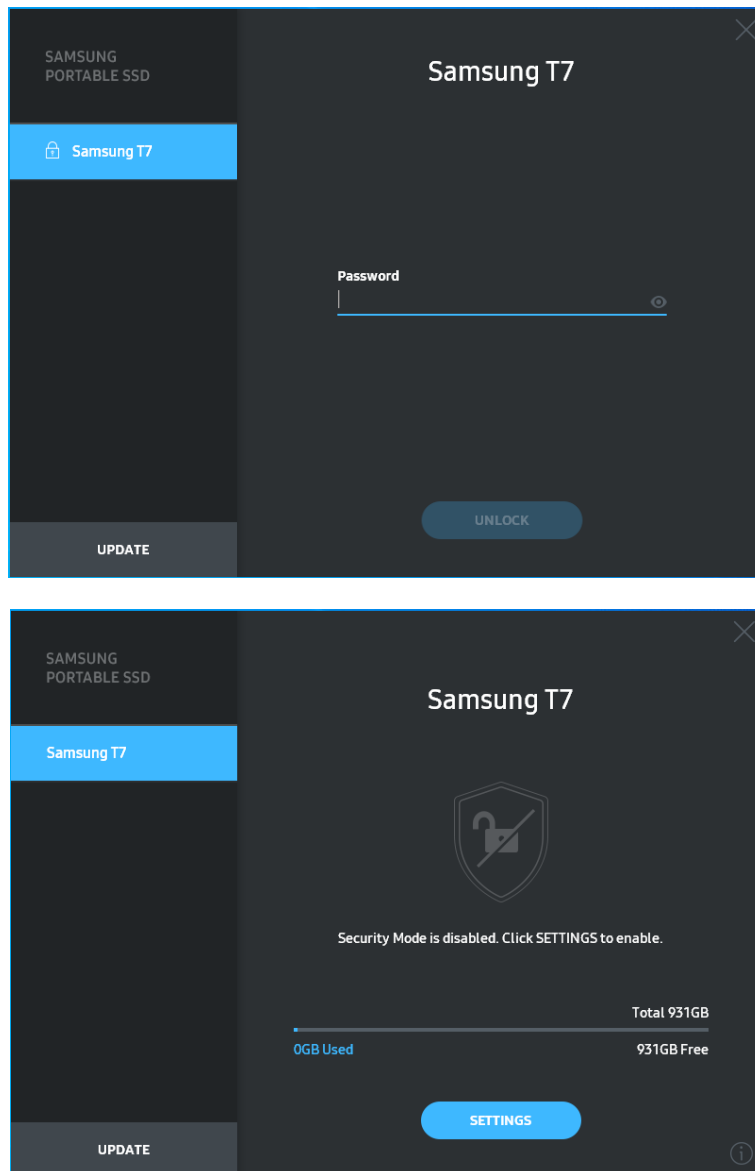 SAMSUNG
PORTABLE SSD
Samsung T7
Samsung T7
Password
UNLOCK
UPDATE
SAMSUNG
PORTABLE SSD
Samsung T7
Samsung T7
Security Mode is disabled. Click SETTINGS to enable.
Total 931GB
0GB Used
931GB Free
SETTINGS
UPDATE